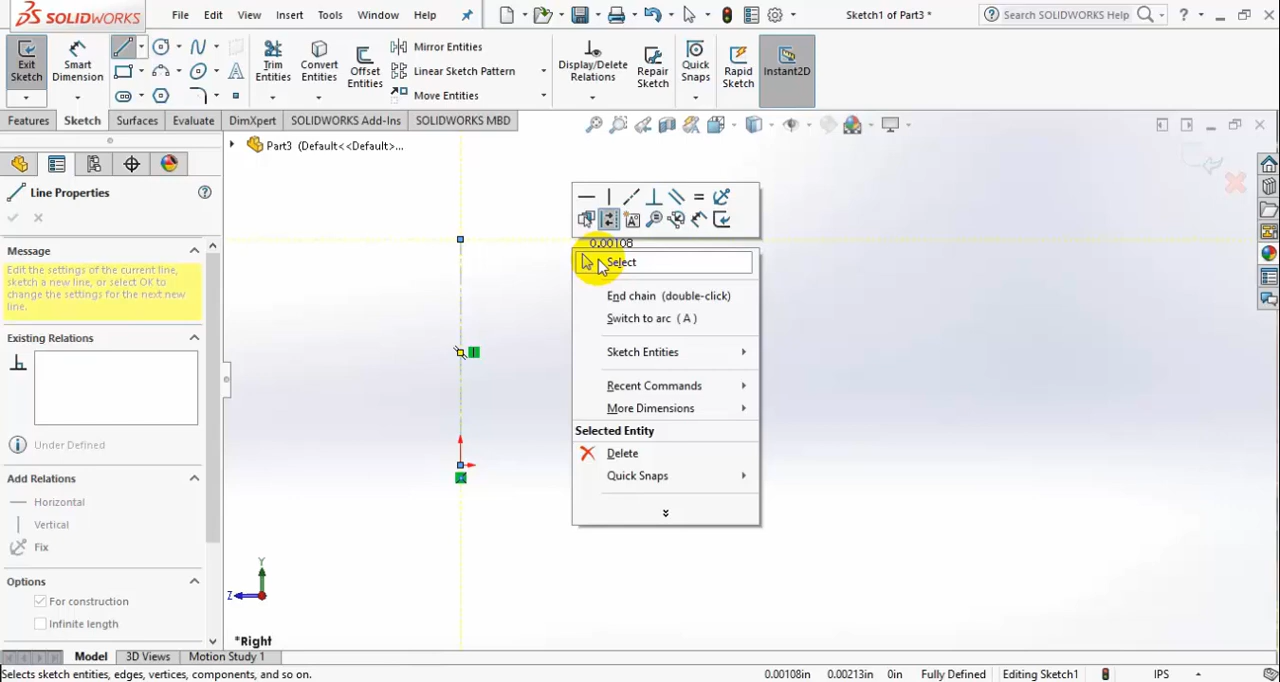 SOLIDWORKS
File Edit View Insert Tools Window Help
Sketch1 of Part3 *
Search SOLIDWORKS Help
?
Exit Sketch
Smart Dimension
Trim Entities
Convert Entities
Offset Entities
Mirror Entities
Linear Sketch Pattern
Move Entities
Display/Delete Relations
Repair Sketch
Quick Snaps
Rapid Sketch
Instant2D
Features Sketch Surfaces Evaluate DimXpert SOLIDWORKS Add-Ins SOLIDWORKS MBD
Part3 (Default<<Default>...
Line Properties
?
Message
Edit the settings of the current line, sketch a new line, or select OK to change the settings for the next new line.
Existing Relations
Under Defined
Add Relations
Horizontal
Vertical
Fix
Options
For construction
Infinite length
0.00108
Select
End chain (double-click)
Switch to arc ( A )
Sketch Entities
Recent Commands
More Dimensions
Selected Entity
Delete
Quick Snaps
Y
Z
*Right
Model 3D Views Motion Study 1
Selects sketch entities, edges, vertices, components, and so on.
0.00108in 0.00213in 0in Fully Defined Editing Sketch1 IPS